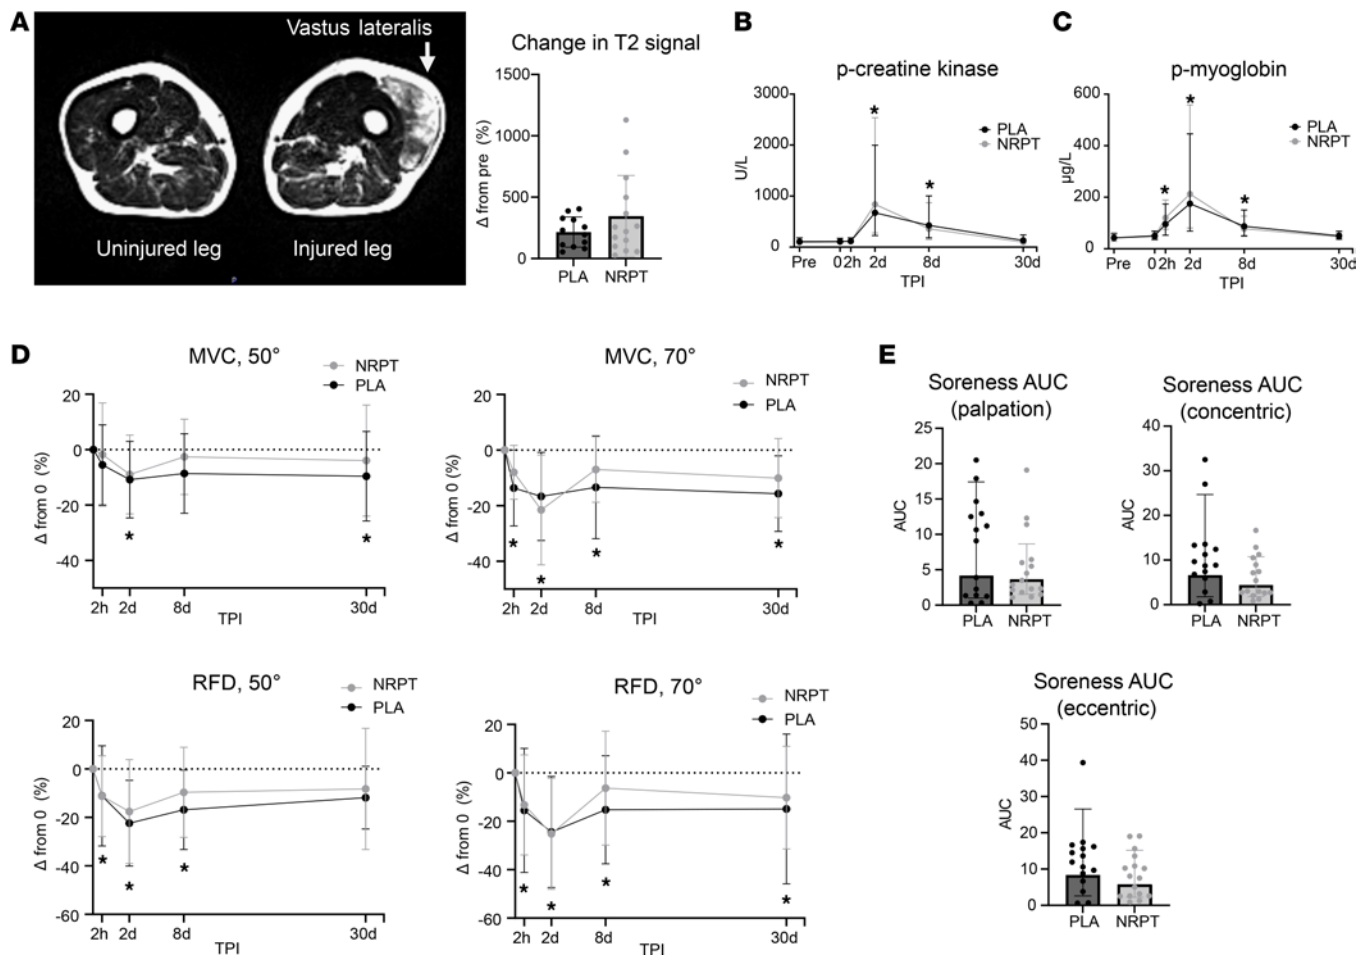 A
Vastus lateralis
Uninjured leg
Injured leg
Change in T2 signal
Δ from pre (%)
1500
1000
500
0
PLA
NRPT
B
p-creatine kinase
U/L
3000
2000
1000
0
*
*
PLA
NRPT
Pre
0
2h
2d
8d
30d
TPI
C
p-myoglobin
µg/L
600
400
200
0
*
*
*
PLA
NRPT
Pre
0
2h
2d
8d
30d
TPI
D
MVC, 50°
NRPT
PLA
Δ from 0 (%)
20
0
-20
-40
*
*
2h
2d
8d
30d
TPI
MVC, 70°
NRPT
PLA
Δ from 0 (%)
20
0
-20
-40
*
*
*
*
2h
2d
8d
30d
TPI
RFD, 50°
NRPT
PLA
Δ from 0 (%)
20
0
-20
-40
-60
*
*
*
2h
2d
8d
30d
TPI
RFD, 70°
NRPT
PLA
Δ from 0 (%)
20
0
-20
-40
-60
*
*
*
*
2h
2d
8d
30d
TPI
E
Soreness AUC
(palpation)
AUC
25
20
15
10
5
0
PLA
NRPT
Soreness AUC
(concentric)
AUC
40
30
20
10
0
PLA
NRPT
Soreness AUC
(eccentric)
AUC
50
40
30
20
10
0
PLA
NRPT